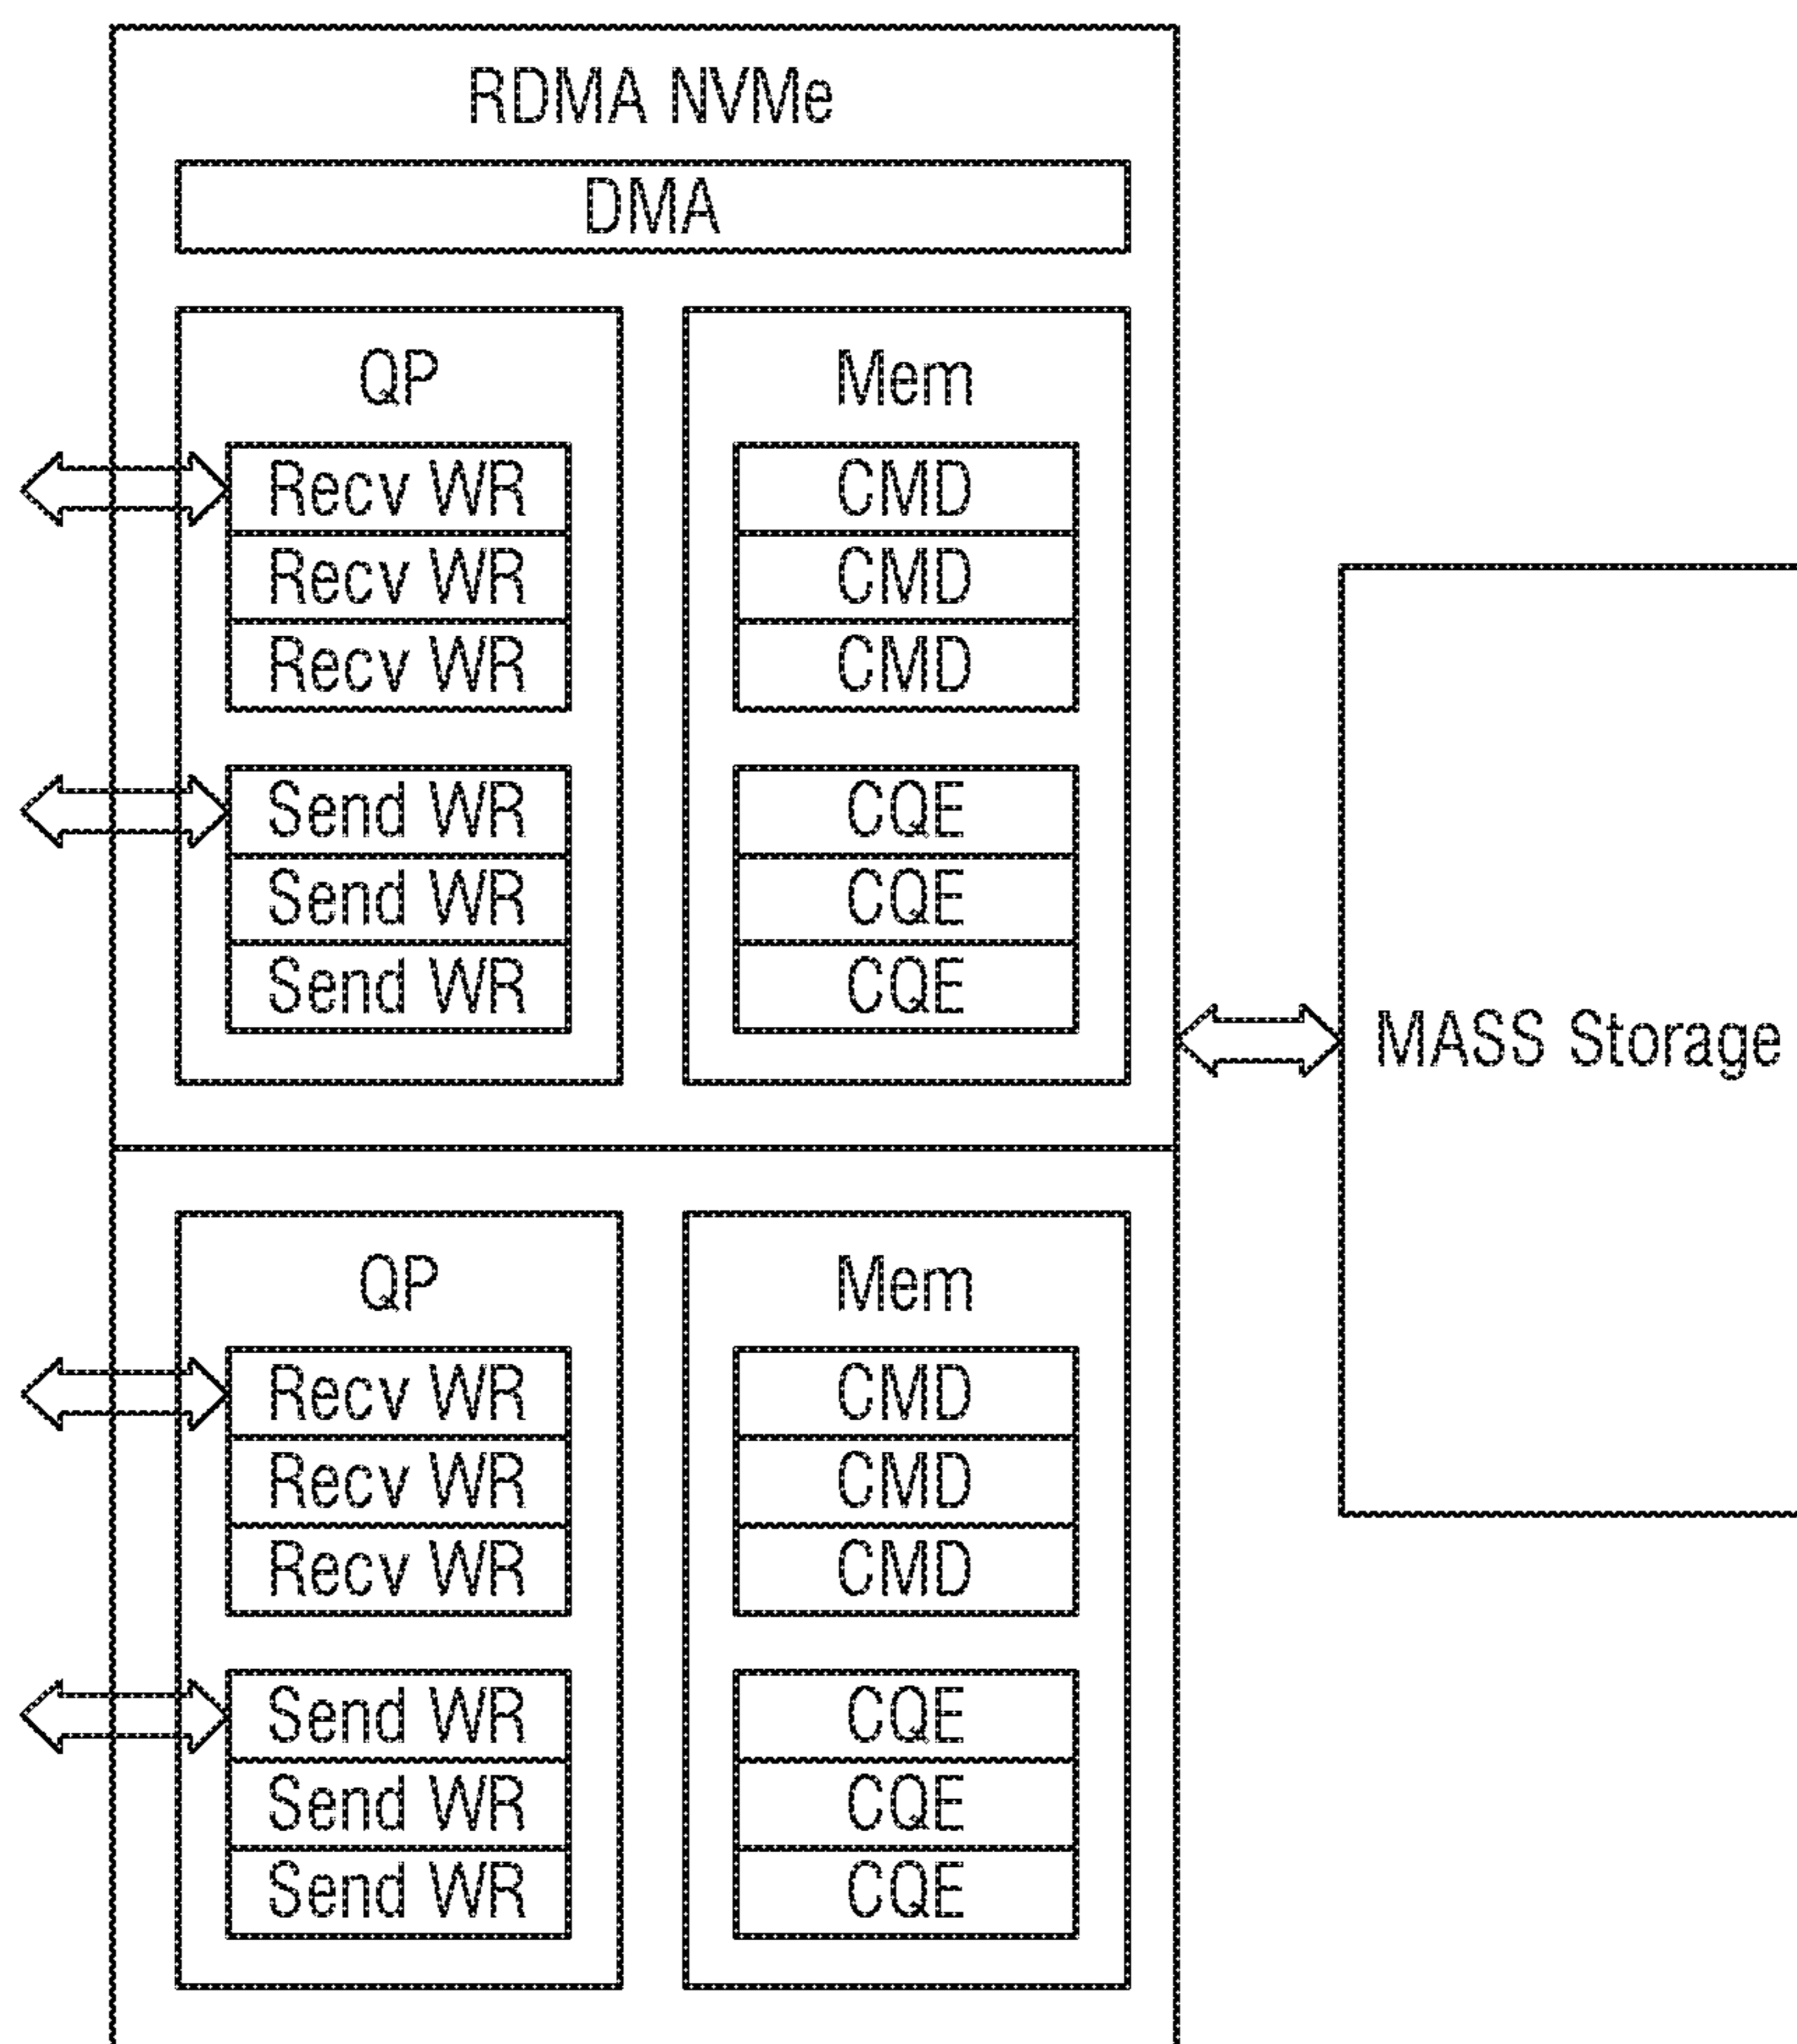 RDMA NVMe
DMA
QP
Recv WR
Recv WR
Recv WR
Send WR
Send WR
Send WR
Mem
CMD
CMD
CMD
CQE
CQE
CQE
MASS Storage
QP
Recv WR
Recv WR
Recv WR
Send WR
Send WR
Send WR
Mem
CMD
CMD
CMD
CQE
CQE
CQE